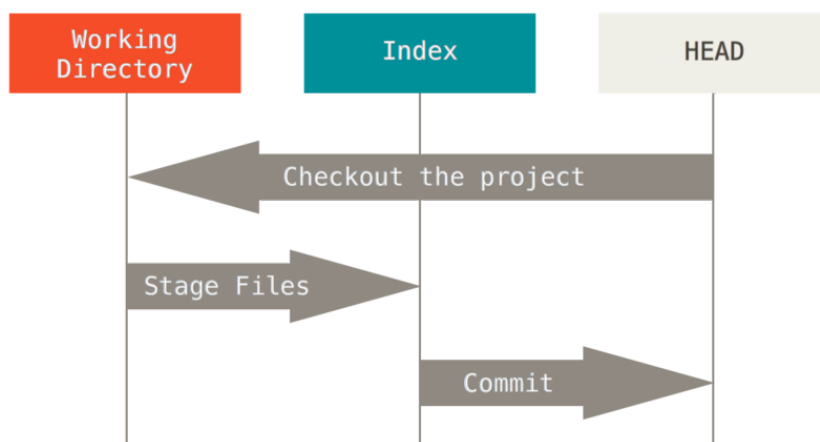 Working
Directory
Index
HEAD
Checkout the project
Stage Files
Commit